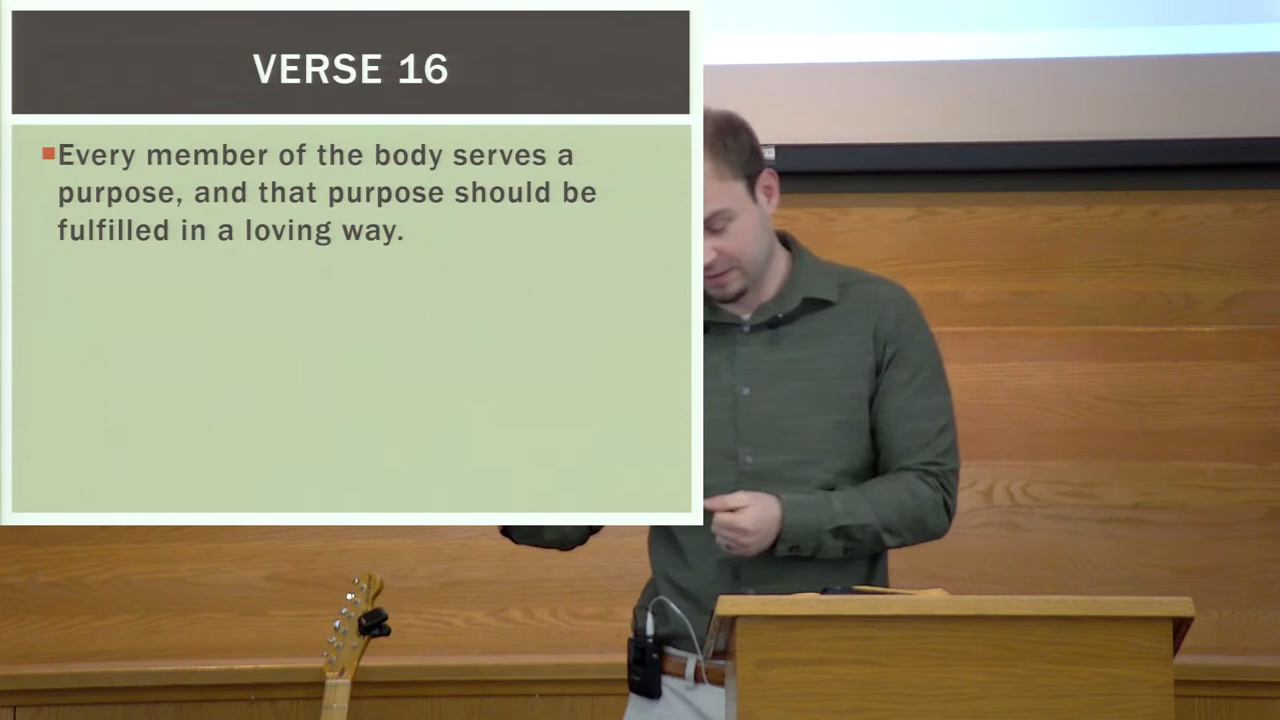 VERSE 16
Every member of the body serves a
purpose, and that purpose should be
fulfilled in a loving way.